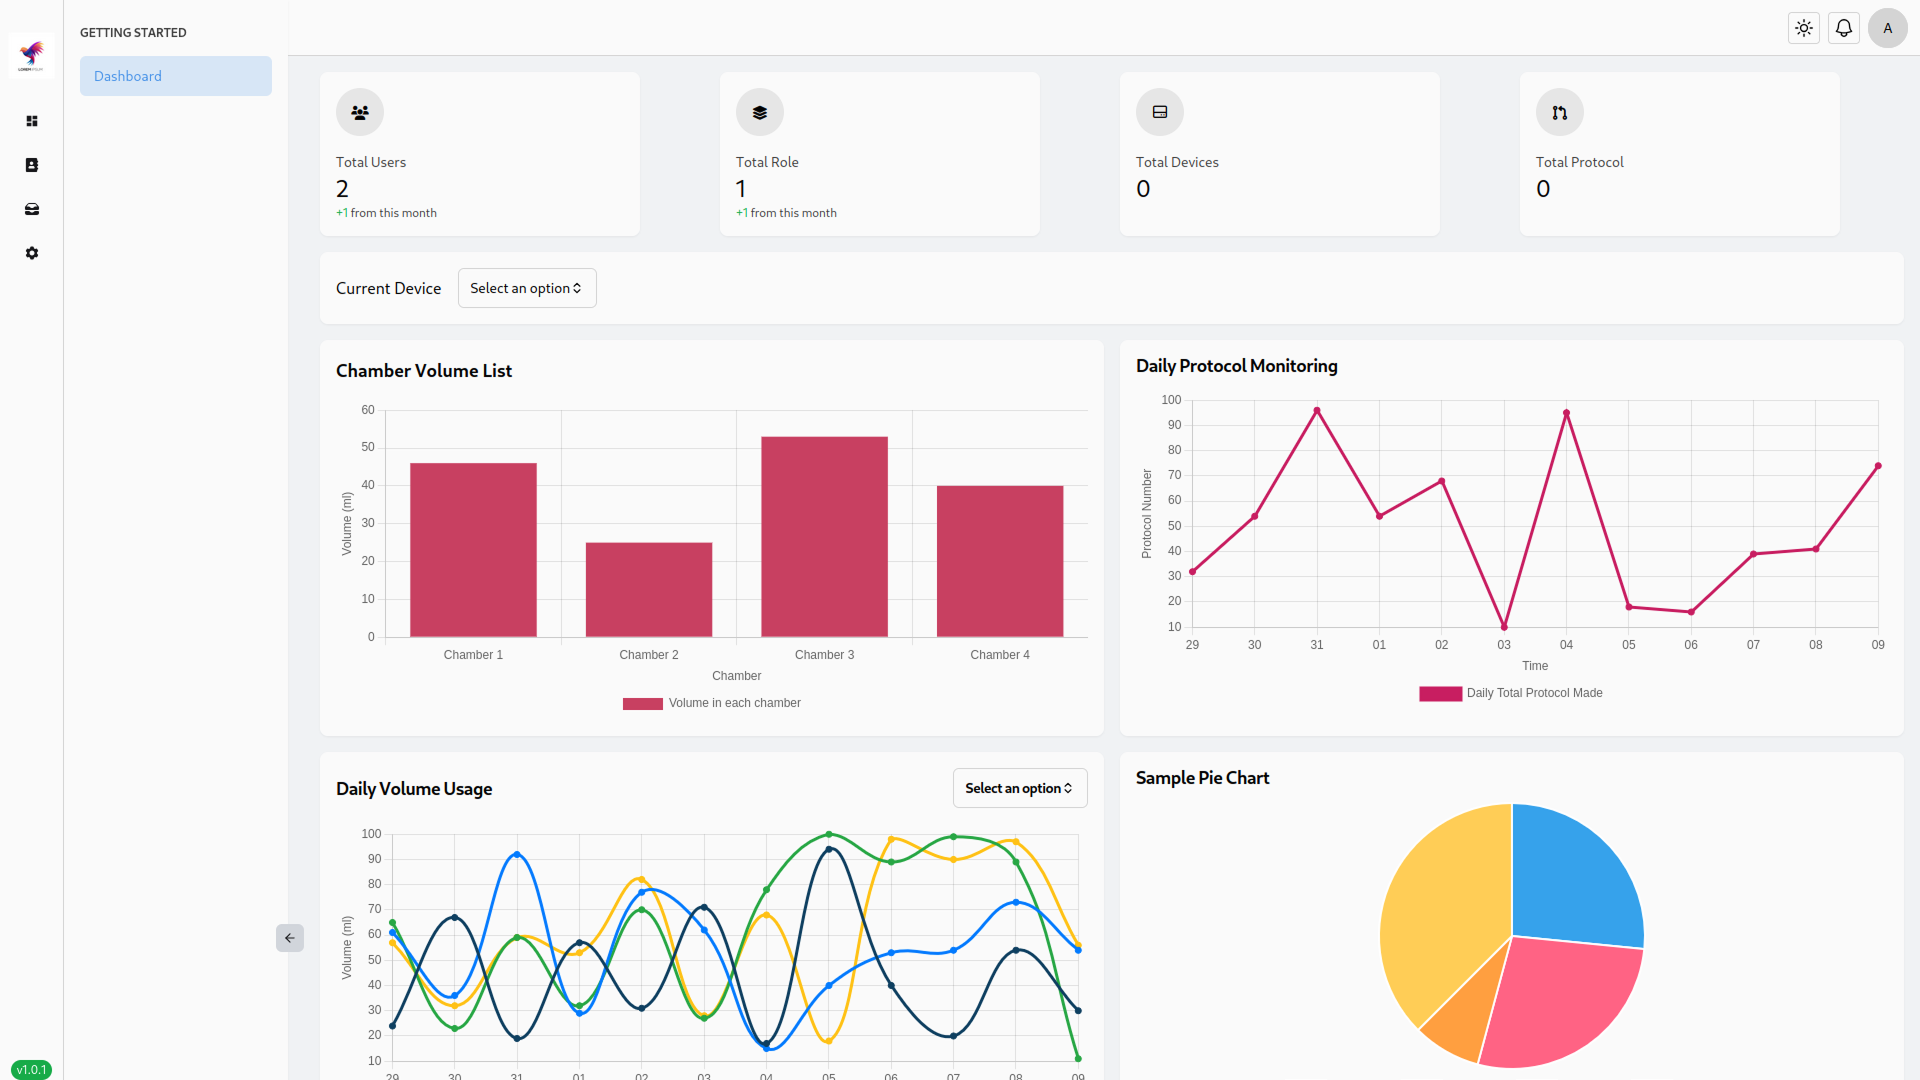 GETTING STARTED
Dashboard
A
Total Users
2
+1 from this month
Total Role
1
+1 from this month
Total Devices
0
Total Protocol
0
Current Device
Select an option
Chamber Volume List
60
50
40
30
20
10
0
Volume (ml)
Chamber 1
Chamber 2
Chamber 3
Chamber 4
Chamber
Volume in each chamber
Daily Protocol Monitoring
100
90
80
70
60
50
40
30
20
10
Protocol Number
29
30
31
01
02
03
04
05
06
07
08
09
Time
Daily Total Protocol Made
Daily Volume Usage
Select an option
100
90
80
70
60
50
40
30
20
10
Volume (ml)
29
30
31
01
02
03
04
05
06
07
08
09
Sample Pie Chart
v1.0.1